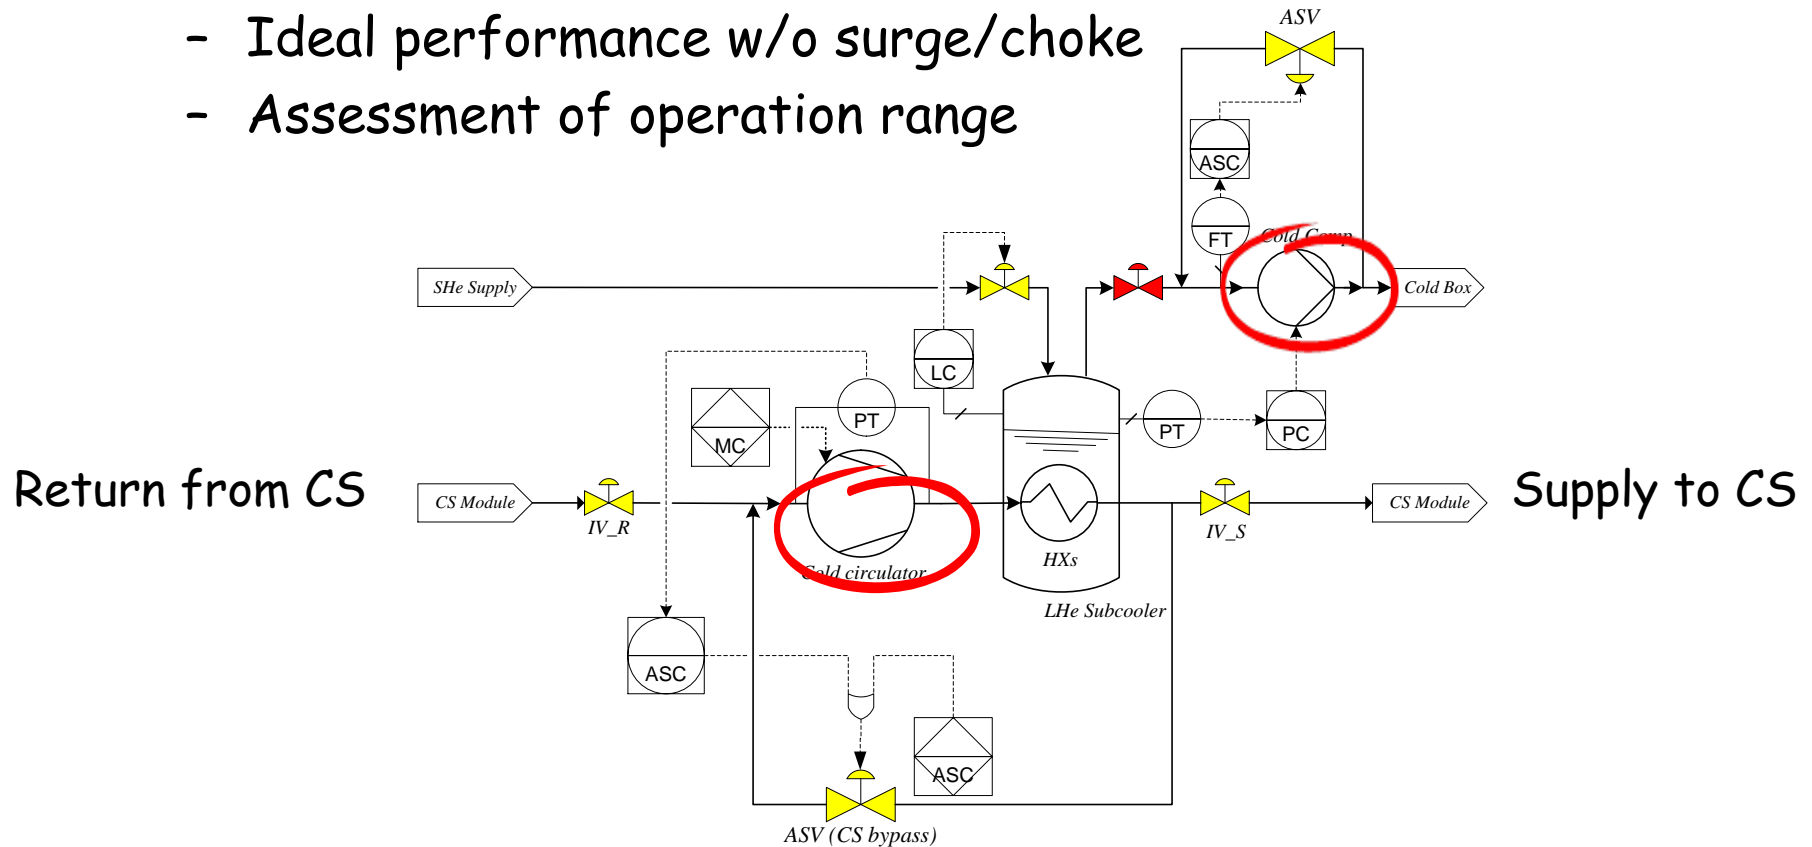 - Ideal performance w/o surge/choke
- Assessment of operation range
ASV
ASC
FT
Cold Comp
SHe Supply
Cold Box
LC
PT
MC
PT
PC
Return from CS
CS Module
IV_R
Cold circulator
HXs
IV_S
CS Module
Supply to CS
LHe Subcooler
ASC
ASC
ASV (CS bypass)